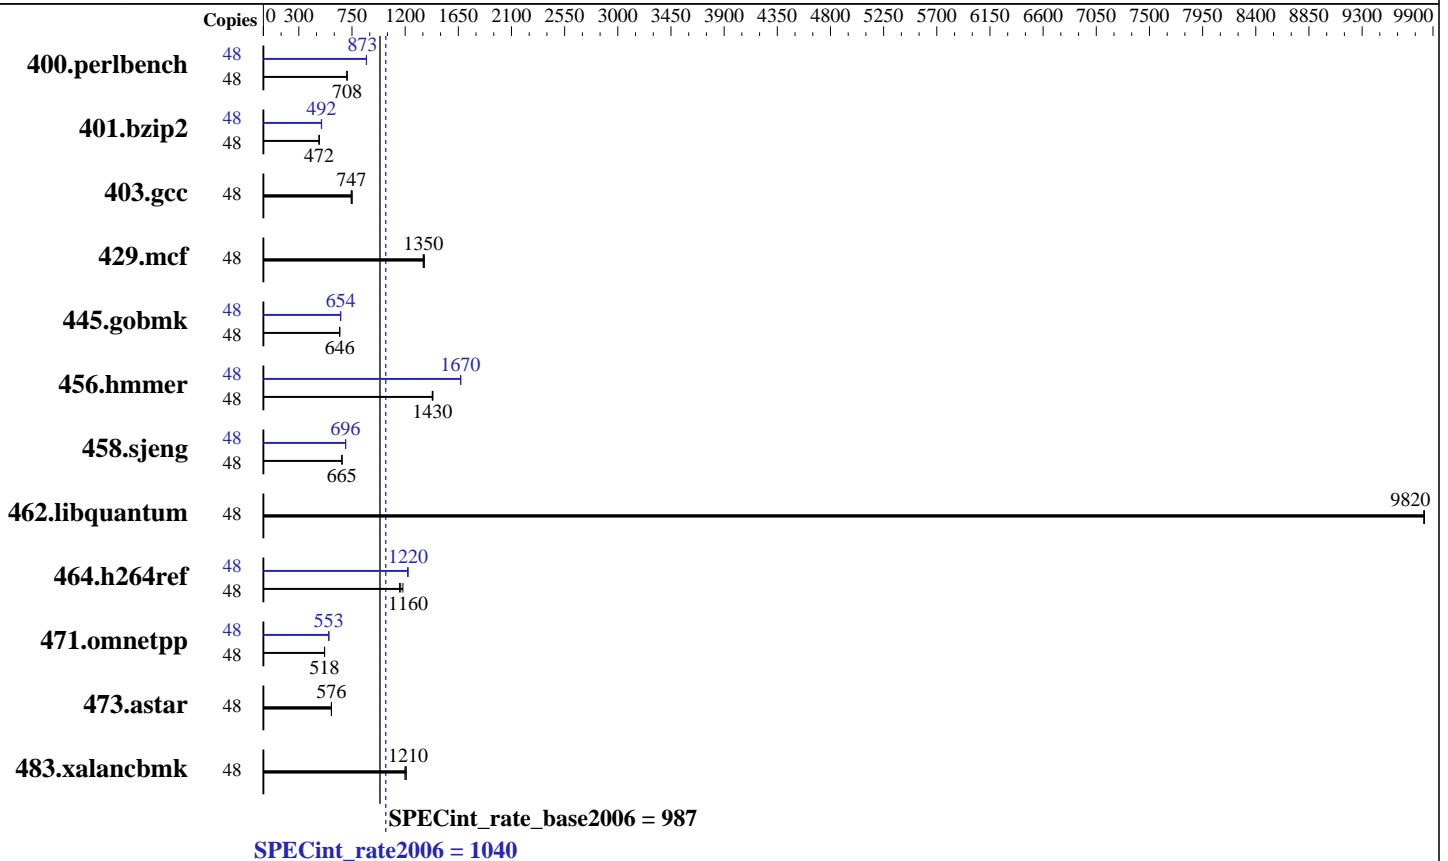 Copies 0 300 750 1200 1650 2100 2550 3000 3450 3900 4350 4800 5250 5700 6150 6600 7050 7500 7950 8400 8850 9300 9900
400.perlbench 48 873
48 708
401.bzip2 48 492
48 472
403.gcc 48 747
429.mcf 48 1350
445.gobmk 48 654
48 646
456.hmmer 48 1670
48 1430
458.sjeng 48 696
48 665
462.libquantum 48 9820
464.h264ref 48 1220
48 1160
471.omnetpp 48 553
48 518
473.astar 48 576
483.xalancbmk 48 1210
SPECint_rate_base2006 = 987
SPECint_rate2006 = 1040